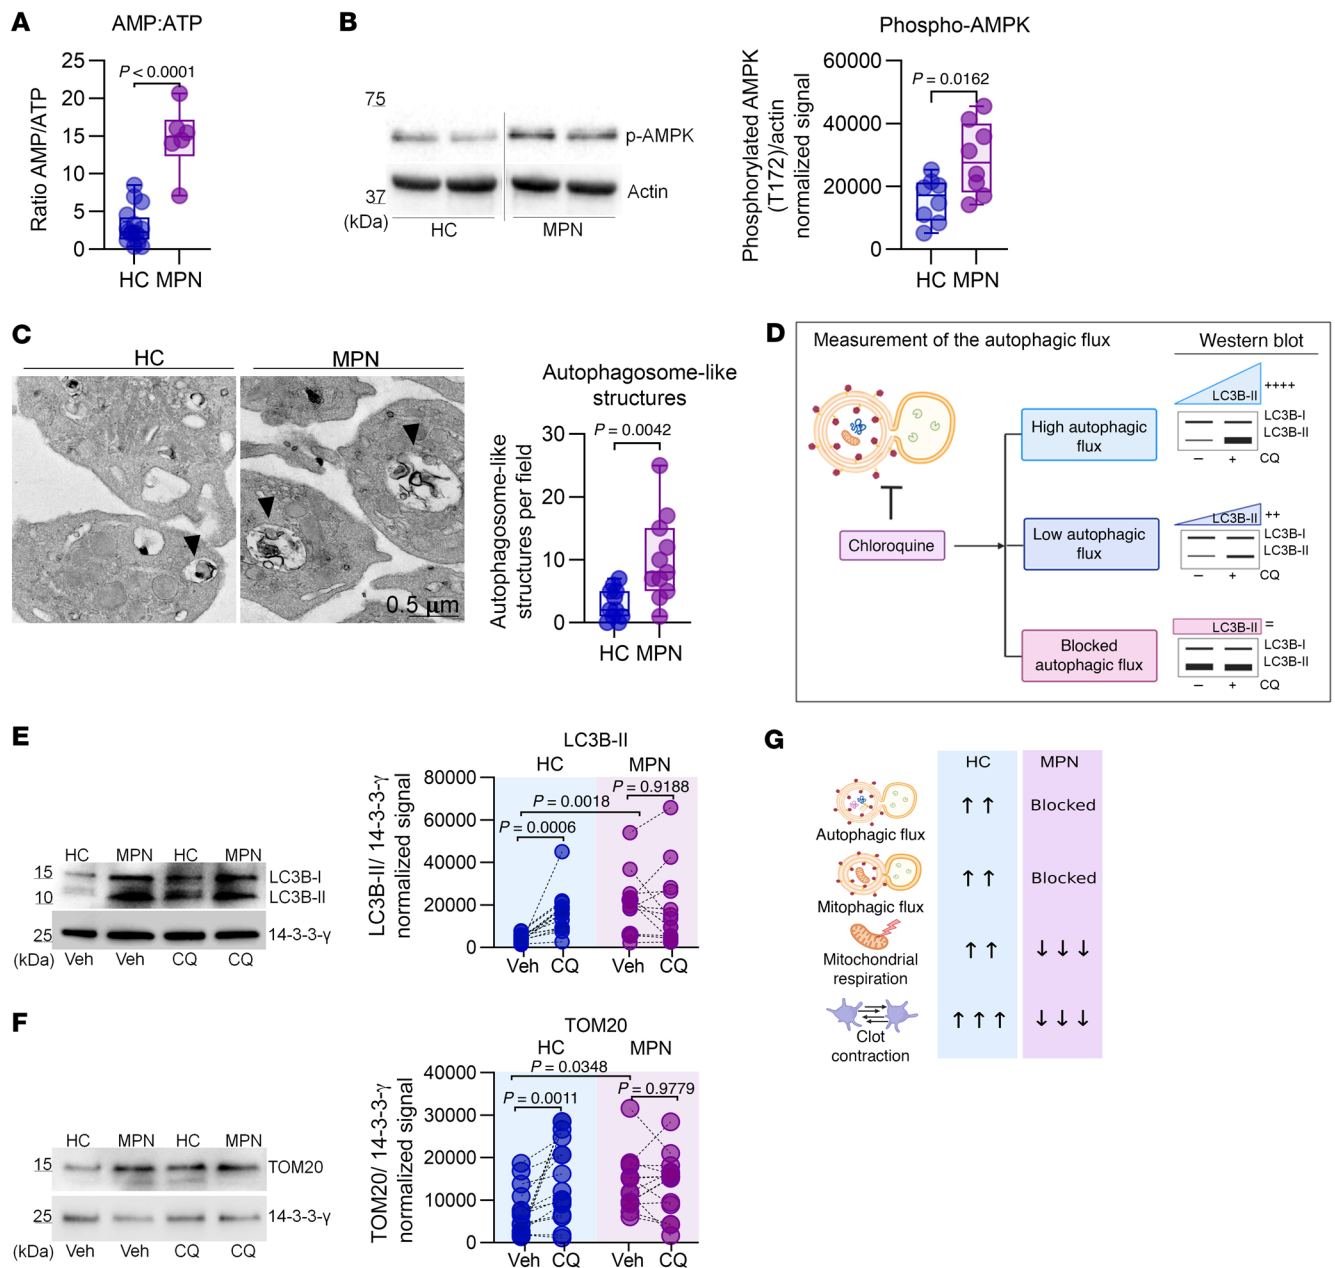 A
AMP:ATP
Ratio AMP/ATP
25
20
15
10
5
0
P < 0.0001
HC MPN
B
75
37
(kDa)
p-AMPK
Actin
HC
MPN
Phospho-AMPK
Phosphorylated AMPK
(T172)/actin
normalized signal
60000
40000
20000
0
P = 0.0162
HC MPN
C
HC
MPN
0.5 μm
Autophagosome-like
structures
Autophagosome-like
structures per field
30
20
10
0
P = 0.0042
HC MPN
D
Measurement of the autophagic flux
Western blot
Chloroquine
High autophagic
flux
LC3B-II
++++
LC3B-I
LC3B-II
– + CQ
Low autophagic
flux
LC3B-II
++
LC3B-I
LC3B-II
– + CQ
Blocked
autophagic flux
LC3B-II
=
LC3B-I
LC3B-II
– + CQ
E
HC MPN HC MPN
15
10
25
(kDa)
LC3B-I
LC3B-II
14-3-3-γ
Veh Veh CQ CQ
LC3B-II
HC MPN
LC3B-II/ 14-3-3-γ
normalized signal
80000
60000
40000
20000
0
P = 0.9188
P = 0.0018
P = 0.0006
Veh CQ Veh CQ
F
HC MPN HC MPN
15
25
(kDa)
TOM20
14-3-3-γ
Veh Veh CQ CQ
TOM20
HC MPN
TOM20/ 14-3-3-γ
normalized signal
40000
30000
20000
10000
0
P = 0.0348
P = 0.9779
P = 0.0011
Veh CQ Veh CQ
G
HC MPN
Autophagic flux
↑↑ Blocked
Mitophagic flux
↑↑ Blocked
Mitochondrial
respiration
↑↑ ↓↓↓
Clot
contraction
↑↑↑ ↓↓↓